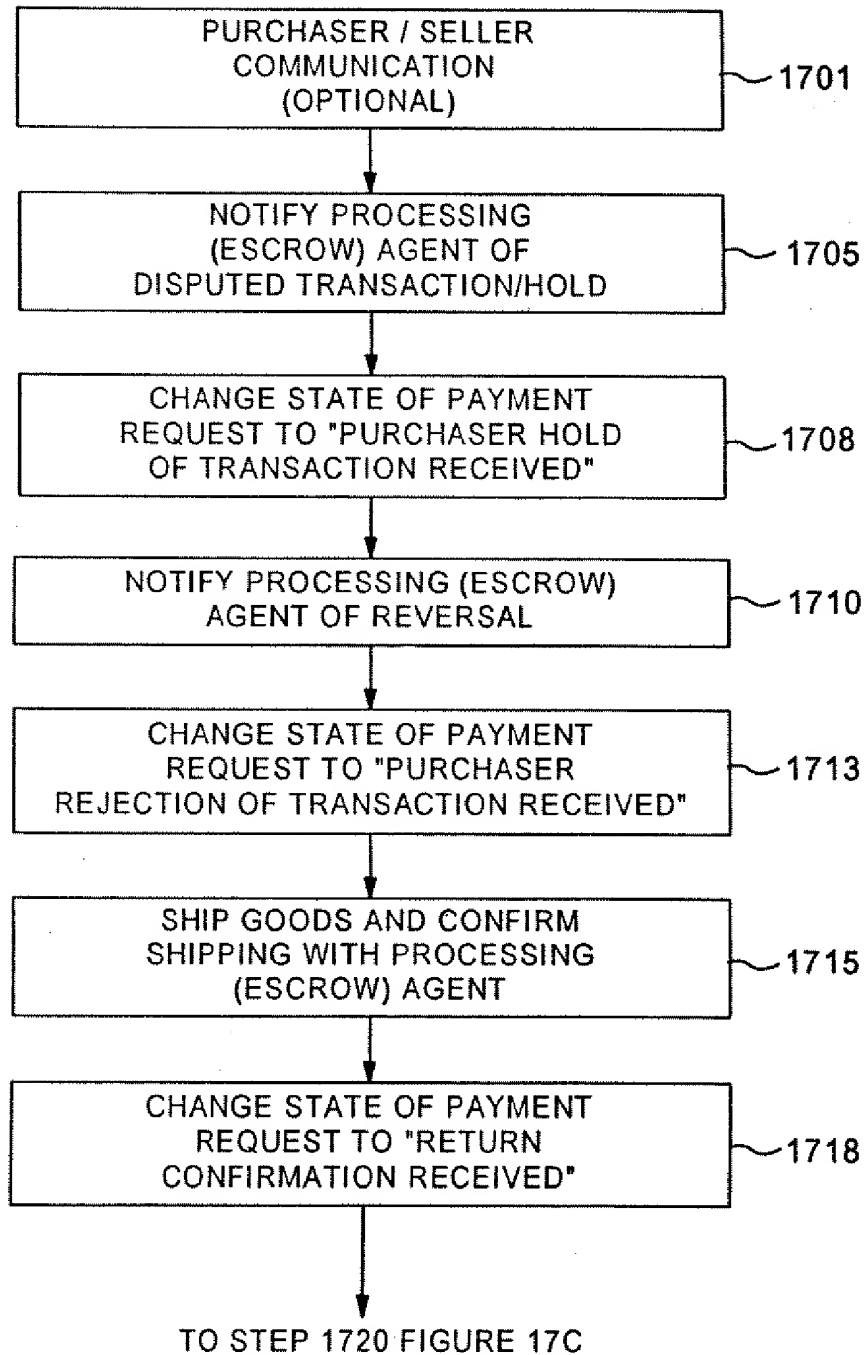 PURCHASER / SELLER
COMMUNICATION
(OPTIONAL)
1701
NOTIFY PROCESSING
(ESCROW) AGENT OF
DISPUTED TRANSACTION/HOLD
1705
CHANGE STATE OF PAYMENT
REQUEST TO "PURCHASER HOLD
OF TRANSACTION RECEIVED"
1708
NOTIFY PROCESSING (ESCROW)
AGENT OF REVERSAL
1710
CHANGE STATE OF PAYMENT
REQUEST TO "PURCHASER
REJECTION OF TRANSACTION RECEIVED"
1713
SHIP GOODS AND CONFIRM
SHIPPING WITH PROCESSING
(ESCROW) AGENT
1715
CHANGE STATE OF PAYMENT
REQUEST TO "RETURN
CONFIRMATION RECEIVED"
1718
TO STEP 1720 FIGURE 17C